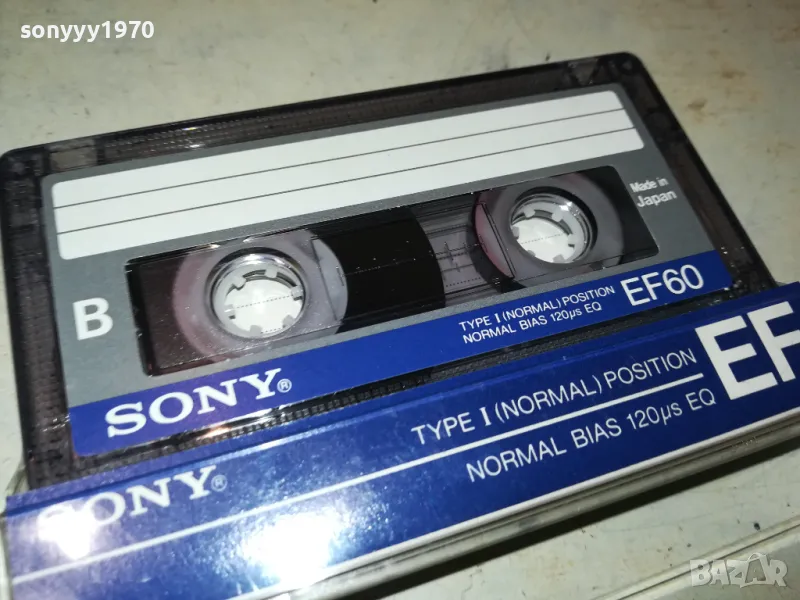 sonyyy1970
Made in
Japan
B
TYPE I (NORMAL) POSITION
NORMAL BIAS 120μs EQ
EF60
SONY®
SONY®
TYPE I (NORMAL) POSITION
NORMAL BIAS 120μs EQ
EF
BAZAR